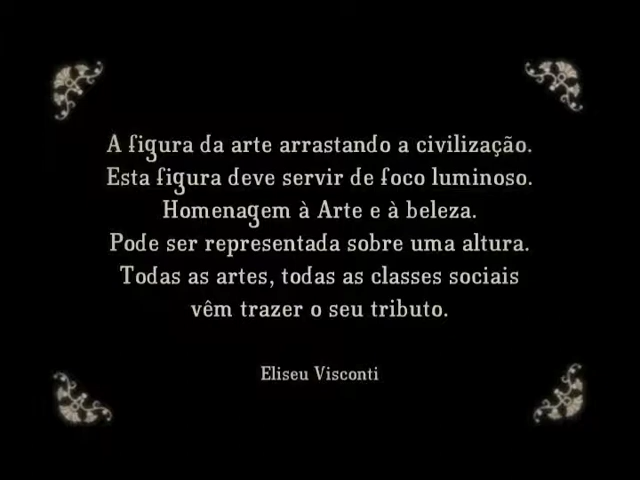 A figura da arte arrastando a civilização.
Esta figura deve servir de foco luminoso.
Homenagem à Arte e à beleza.
Pode ser representada sobre uma altura.
Todas as artes, todas as classes sociais
vêm trazer o seu tributo.
Eliseu Visconti